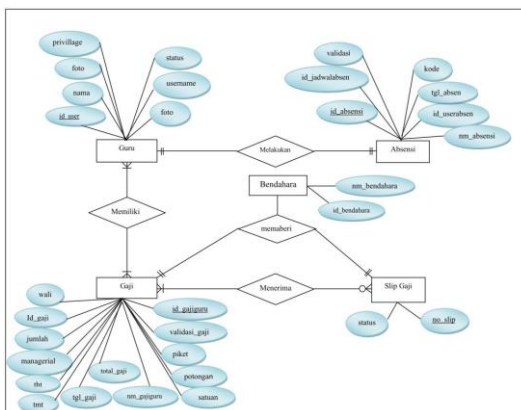 privillage
foto
nama
id_user
status
username
foto
Guru
validasi
id_jadwalabsen
id_absensi
kode
tgl_absen
id_userabsen
nm_absensi
Melakukan
Absensi
Bendahara
nm_bendahara
id_bendahara
Memiliki
memaberi
Gaji
Menerima
Slip Gaji
status
no_slip
wali
Id_gaji
jumlah
managerial
tmt
tgl_gaji
total_gaji
nm_gajiguru
id_gajiguru
validasi_gaji
piket
potongan
satuan